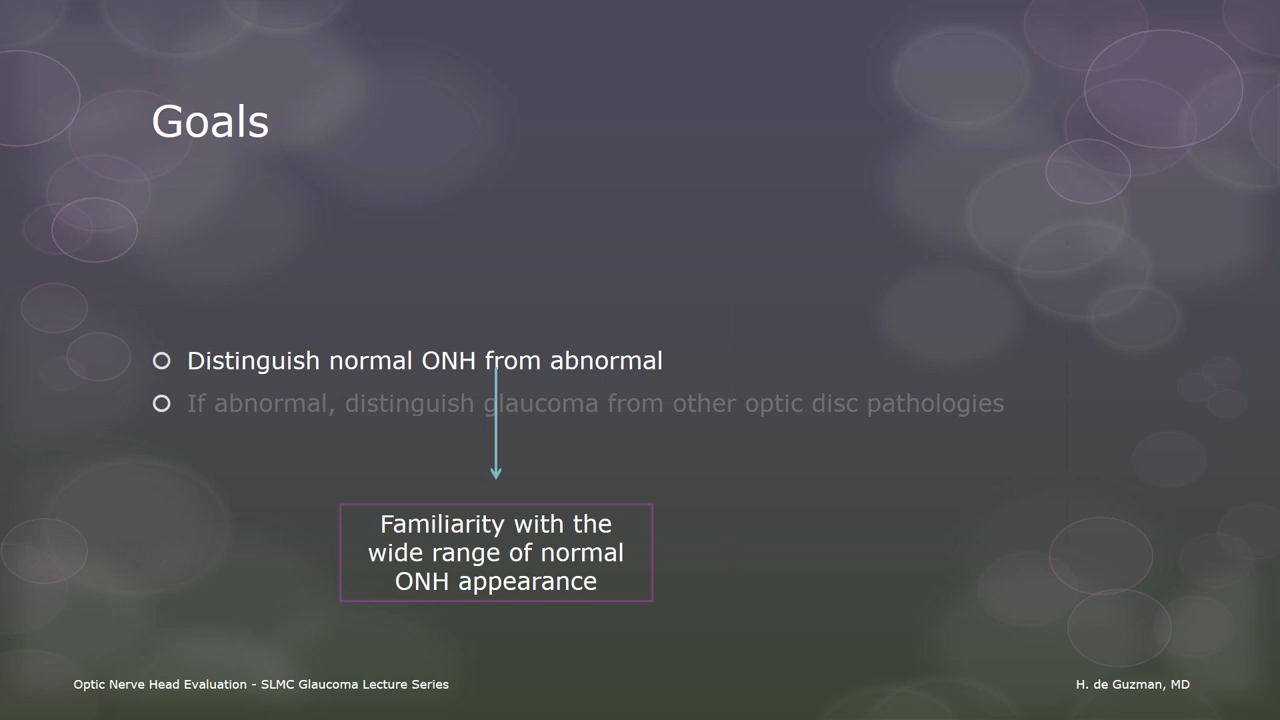 Goals
Distinguish normal ONH from abnormal
If abnormal, distinguish glaucoma from other optic disc pathologies
Familiarity with the
wide range of normal
ONH appearance
Optic Nerve Head Evaluation - SLMC Glaucoma Lecture Series
H. de Guzman, MD